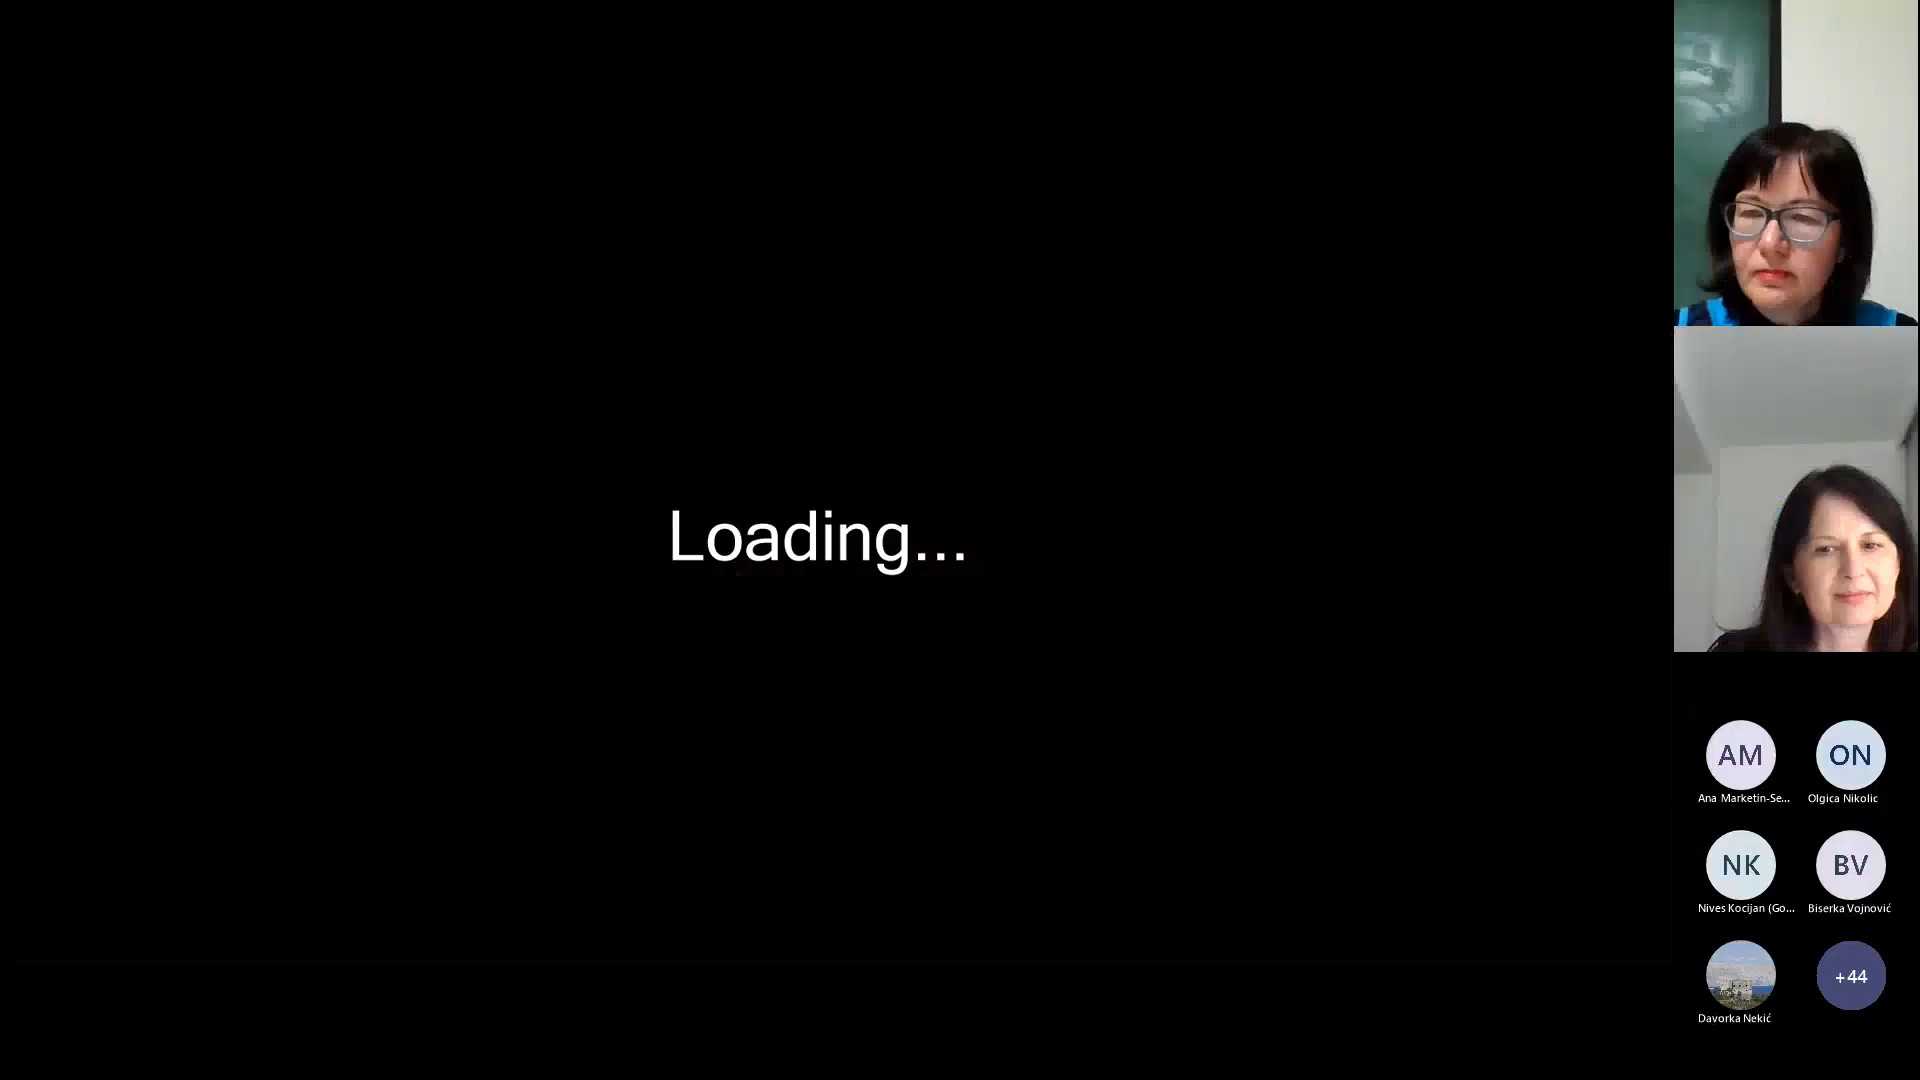 Loading...
AM
ON
Ana Marketin-Se...
Olgica Nikolic
NK
BV
Nives Kocijan (Go...
Biserka Vojnović
+44
Davorka Nekić